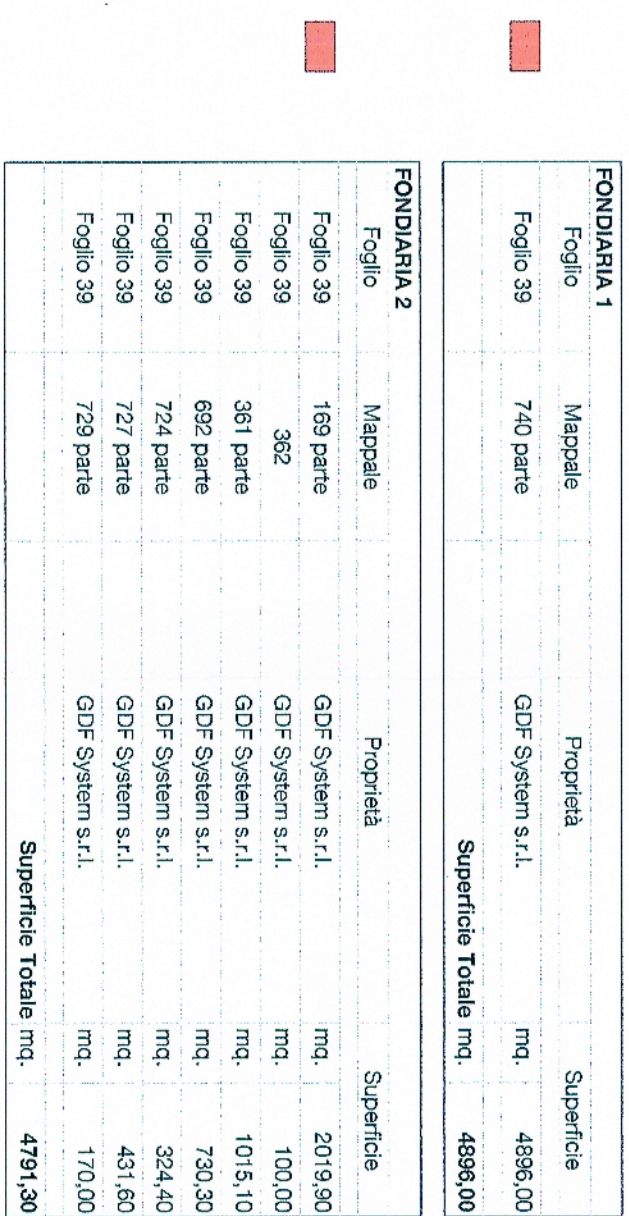 FONDIARIA 1
Foglio Mappale Proprietà Superficie
Foglio 39 740 parte GDF System s.r.l. mq. 4896,00
Superficie Totale mq. 4896,00
FONDIARIA 2
Foglio Mappale Proprietà Superficie
Foglio 39 169 parte GDF System s.r.l. mq. 2019,90
Foglio 39 362 GDF System s.r.l. mq. 100,00
Foglio 39 361 parte GDF System s.r.l. mq. 1015,10
Foglio 39 692 parte GDF System s.r.l. mq. 730,30
Foglio 39 724 parte GDF System s.r.l. mq. 324,40
Foglio 39 727 parte GDF System s.r.l. mq. 431,60
Foglio 39 729 parte GDF System s.r.l. mq. 170,00
Superficie Totale mq. 4791,30